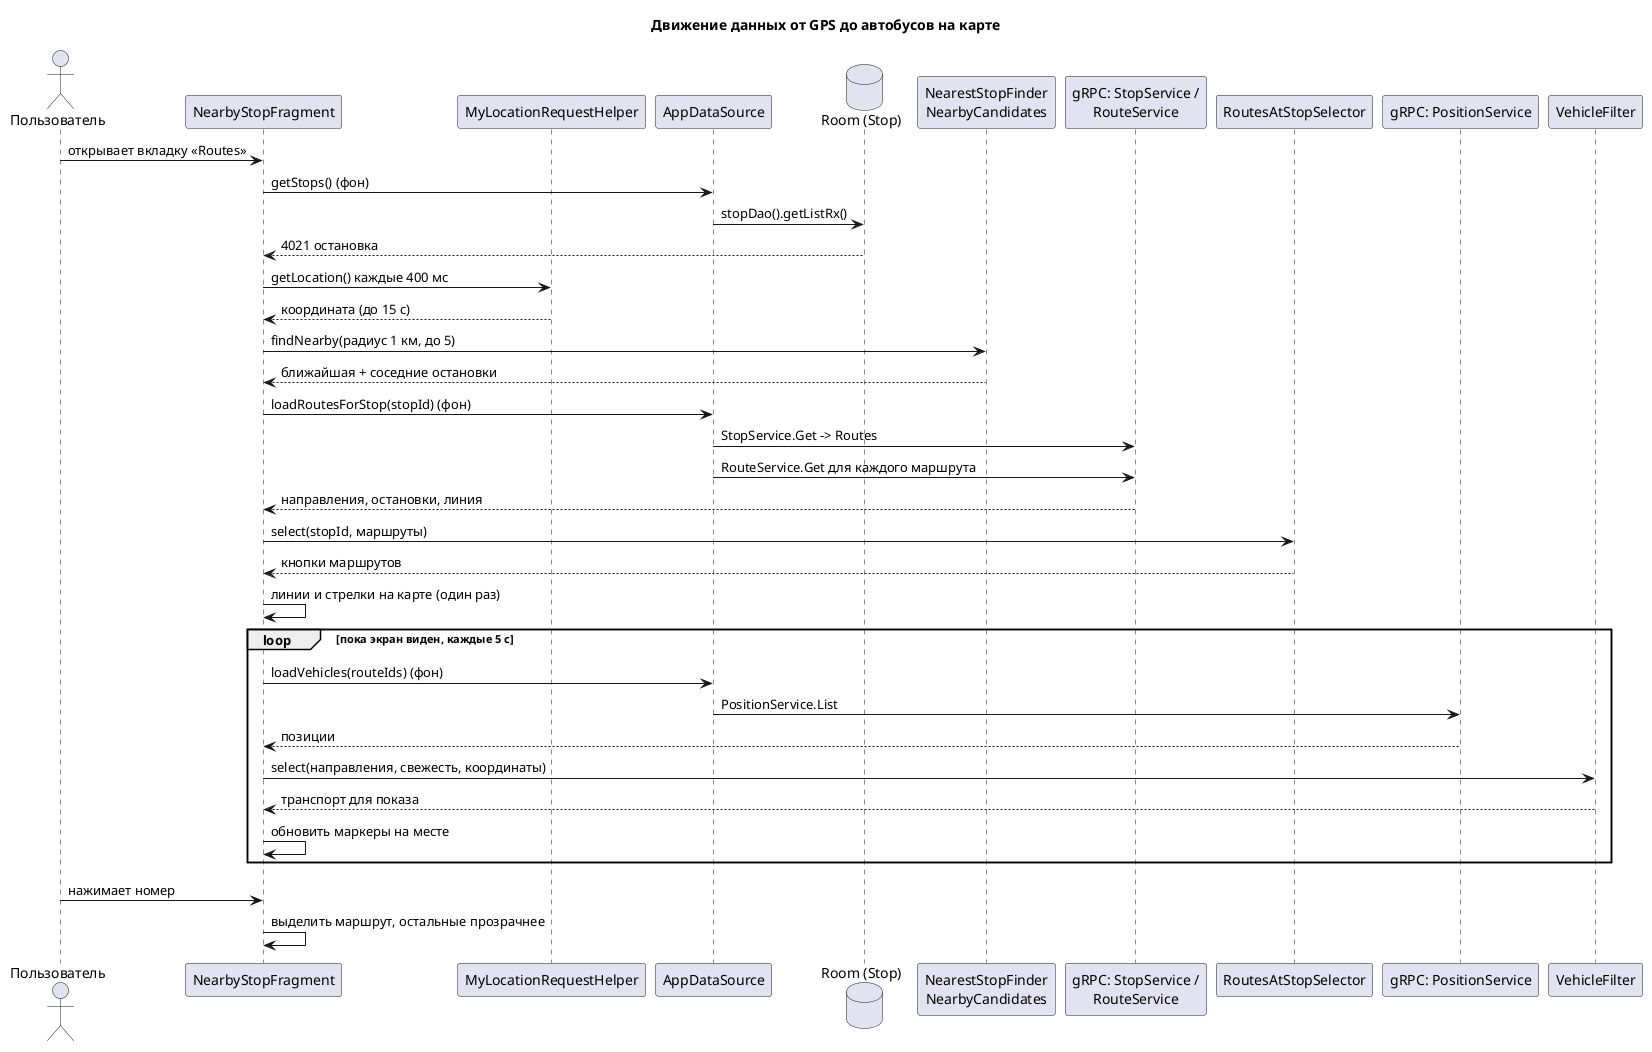 Движение данных от GPS до автобусов на карте
Пользователь
NearbyStopFragment
MyLocationRequestHelper
AppDataSource
Room (Stop)
NearestStopFinder
NearbyCandidates
gRPC: StopService /
RouteService
RoutesAtStopSelector
gRPC: PositionService
VehicleFilter
открывает вкладку «Routes»
getStops() (фон)
stopDao().getListRx()
4021 остановка
getLocation() каждые 400 мс
координата (до 15 с)
findNearby(радиус 1 км, до 5)
ближайшая + соседние остановки
loadRoutesForStop(stopId) (фон)
StopService.Get -> Routes
RouteService.Get для каждого маршрута
направления, остановки, линия
select(stopId, маршруты)
кнопки маршрутов
линии и стрелки на карте (один раз)
loop [пока экран виден, каждые 5 с]
loadVehicles(routeIds) (фон)
PositionService.List
позиции
select(направления, свежесть, координаты)
транспорт для показа
обновить маркеры на месте
нажимает номер
выделить маршрут, остальные прозрачнее
Пользователь
NearbyStopFragment
MyLocationRequestHelper
AppDataSource
Room (Stop)
NearestStopFinder
NearbyCandidates
gRPC: StopService /
RouteService
RoutesAtStopSelector
gRPC: PositionService
VehicleFilter